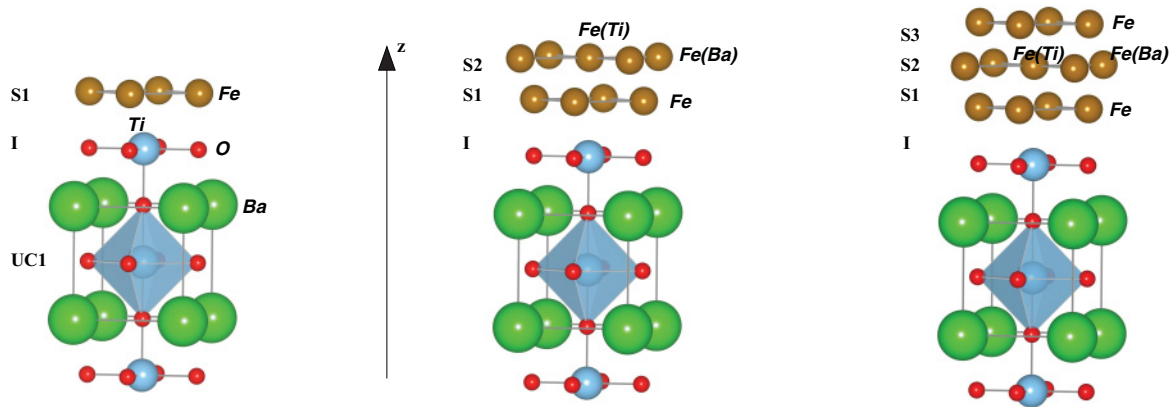 S1
Fe
Ti
I
O
Ba
UC1
z
Fe(Ti)
S2
Fe(Ba)
S1
Fe
I
S3
Fe
S2
Fe(Ti)
Fe(Ba)
S1
Fe
I